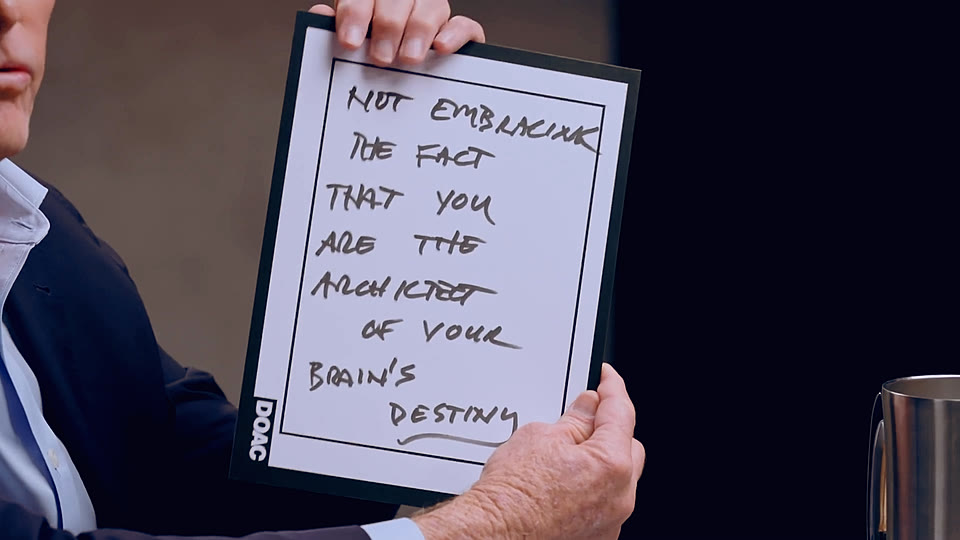 NOT EMBRACING
THE FACT
THAT YOU
ARE THE
ARCHITECT
OF YOUR
BRAIN'S
DESTINY
DOAC